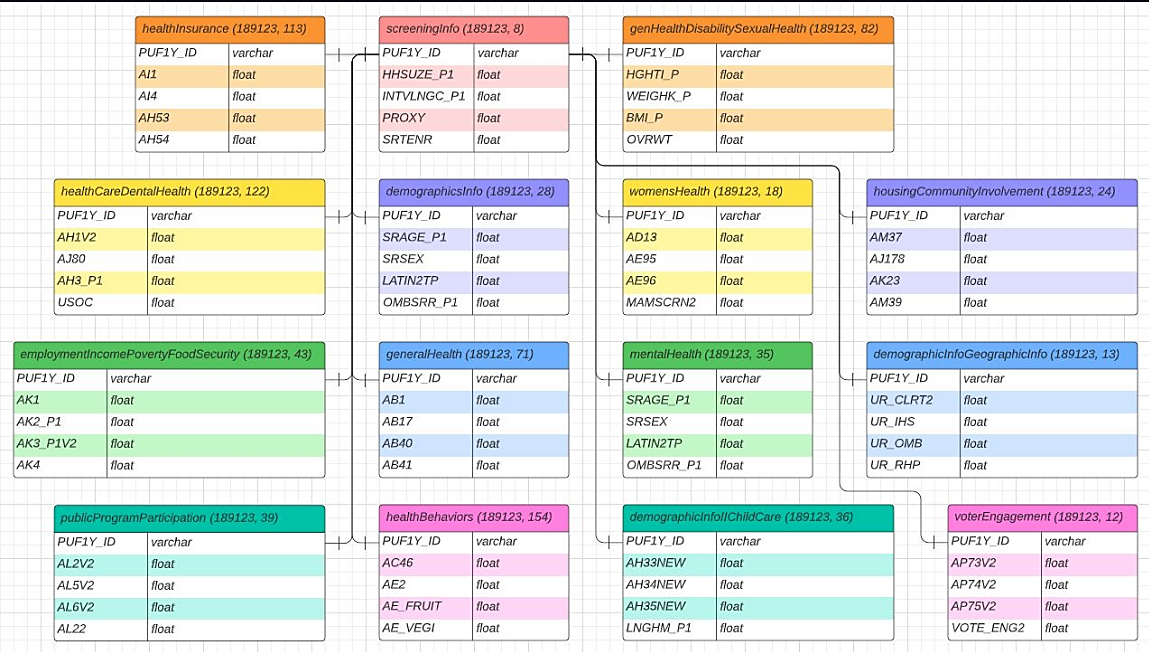 healthInsurance (189123, 113)
PUF1Y_ID varchar
AI1 float
AI4 float
AH53 float
AH54 float
screeningInfo (189123, 8)
PUF1Y_ID varchar
HHSUZE_P1 float
INTVLNGC_P1 float
PROXY float
SRTENR float
genHealthDisabilitySexualHealth (189123, 82)
PUF1Y_ID varchar
HGHTI_P float
WEIGHK_P float
BMI_P float
OVRWT float
healthCareDentalHealth (189123, 122)
PUF1Y_ID varchar
AH1V2 float
AJ80 float
AH3_P1 float
USOC float
demographicsInfo (189123, 28)
PUF1Y_ID varchar
SRAGE_P1 float
SRSEX float
LATIN2TP float
OMBSRR_P1 float
womensHealth (189123, 18)
PUF1Y_ID varchar
AD13 float
AE95 float
AE96 float
MAMSCRN2 float
housingCommunityInvolvement (189123, 24)
PUF1Y_ID varchar
AM37 float
AJ178 float
AK23 float
AM39 float
employmentIncomePovertyFoodSecurity (189123, 43)
PUF1Y_ID varchar
AK1 float
AK2_P1 float
AK3_P1V2 float
AK4 float
generalHealth (189123, 71)
PUF1Y_ID varchar
AB1 float
AB17 float
AB40 float
AB41 float
mentalHealth (189123, 35)
PUF1Y_ID varchar
SRAGE_P1 float
SRSEX float
LATIN2TP float
OMBSRR_P1 float
demographicInfoGeographicInfo (189123, 13)
PUF1Y_ID varchar
UR_CLRT2 float
UR_IHS float
UR_OMB float
UR_RHP float
publicProgramParticipation (189123, 39)
PUF1Y_ID varchar
AL2V2 float
AL5V2 float
AL6V2 float
AL22 float
healthBehaviors (189123, 154)
PUF1Y_ID varchar
AC46 float
AE2 float
AE_FRUIT float
AE_VEGI float
demographicInfoIIChildCare (189123, 36)
PUF1Y_ID varchar
AH33NEW float
AH34NEW float
AH35NEW float
LNGHM_P1 float
voterEngagement (189123, 12)
PUF1Y_ID varchar
AP73V2 float
AP74V2 float
AP75V2 float
VOTE_ENG2 float